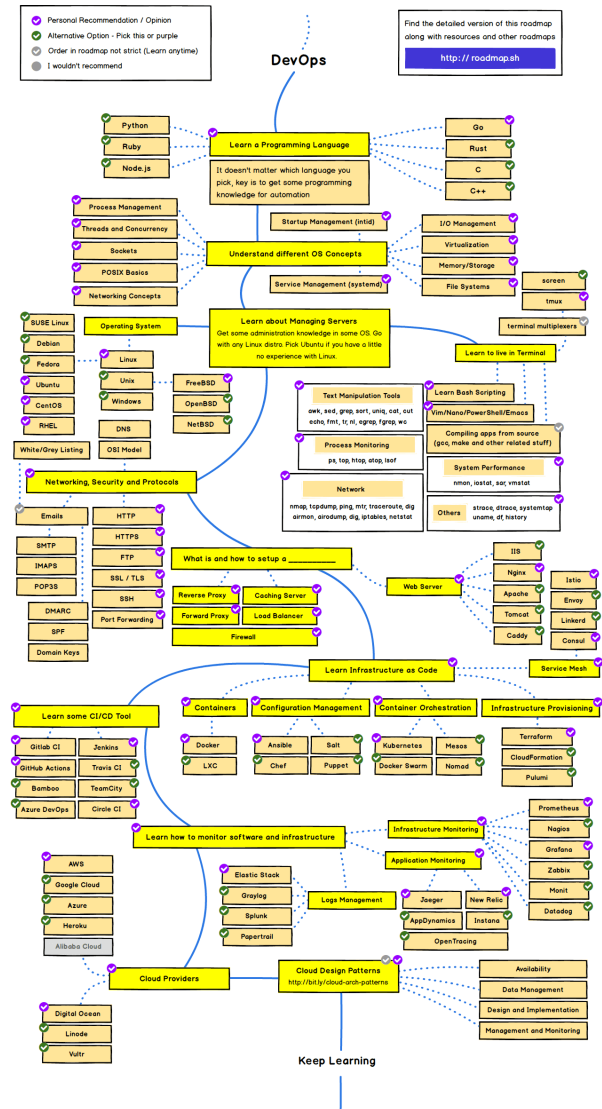 Personal Recommendation / Opinion
Alternative Option - Pick this or purple
Order in roadmap not strict (Learn anytime)
I wouldn't recommend
Find the detailed version of this roadmap
along with resources and other roadmaps
http://roadmap.sh
DevOps
Python
Ruby
Node.js
Learn a Programming Language
It doesn't matter which language you
pick, key is to get some programming
knowledge for automation
Go
Rust
C
C++
Process Management
Threads and Concurrency
Sockets
POSIX Basics
Networking Concepts
Startup Management (intid)
Understand different OS Concepts
Service Management (systemd)
I/O Management
Virtualization
Memory/Storage
File Systems
screen
tmux
terminal multiplexers
Learn about Managing Servers
Get some administration knowledge in some OS. Go
with any Linux distro. Pick Ubuntu if you have a little
no experience with Linux.
Learn to live in Terminal
Operating System
SUSE Linux
Debian
Fedora
Ubuntu
CentOS
RHEL
Linux
Unix
Windows
FreeBSD
OpenBSD
NetBSD
Text Manipulation Tools
awk, sed, grep, sort, uniq, cat, cut
echo, fmt, tr, nl, egrep, fgrep, wc
Process Monitoring
ps, top, htop, atop, lsof
Network
nmap, tcpdump, ping, mtr, traceroute, dig
airmon, airodump, dig, iptables, netstat
Learn Bash Scripting
Vim/Nano/PowerShell/Emacs
Compiling apps from source
(gcc, make and other related stuff)
System Performance
nmon, iostat, sar, vmstat
Others
strace, dtrace, systemtap
uname, df, history
DNS
OSI Model
White/Grey Listing
Networking, Security and Protocols
Emails
SMTP
IMAPS
POP3S
DMARC
SPF
Domain Keys
HTTP
HTTPS
FTP
SSL / TLS
SSH
Port Forwarding
What is and how to setup a ___________
Reverse Proxy
Caching Server
Forward Proxy
Load Balancer
Firewall
Web Server
IIS
Nginx
Apache
Tomcat
Caddy
Istio
Envoy
Linkerd
Consul
Service Mesh
Learn Infrastructure as Code
Containers
Docker
LXC
Configuration Management
Ansible
Salt
Chef
Puppet
Container Orchestration
Kubernetes
Mesos
Docker Swarm
Nomad
Infrastructure Provisioning
Terraform
CloudFormation
Pulumi
Learn some CI/CD Tool
Gitlab CI
Jenkins
GitHub Actions
Travis CI
Bamboo
TeamCity
Azure DevOps
Circle CI
Learn how to monitor software and infrastructure
Infrastructure Monitoring
Prometheus
Nagios
Grafana
Zabbix
Monit
Datadog
Application Monitoring
Jaeger
New Relic
AppDynamics
Instana
OpenTracing
Logs Management
Elastic Stack
Graylog
Splunk
Papertrail
AWS
Google Cloud
Azure
Heroku
Alibaba Cloud
Cloud Providers
Digital Ocean
Linode
Vultr
Cloud Design Patterns
http://bit.ly/cloud-arch-patterns
Availability
Data Management
Design and Implementation
Management and Monitoring
Keep Learning